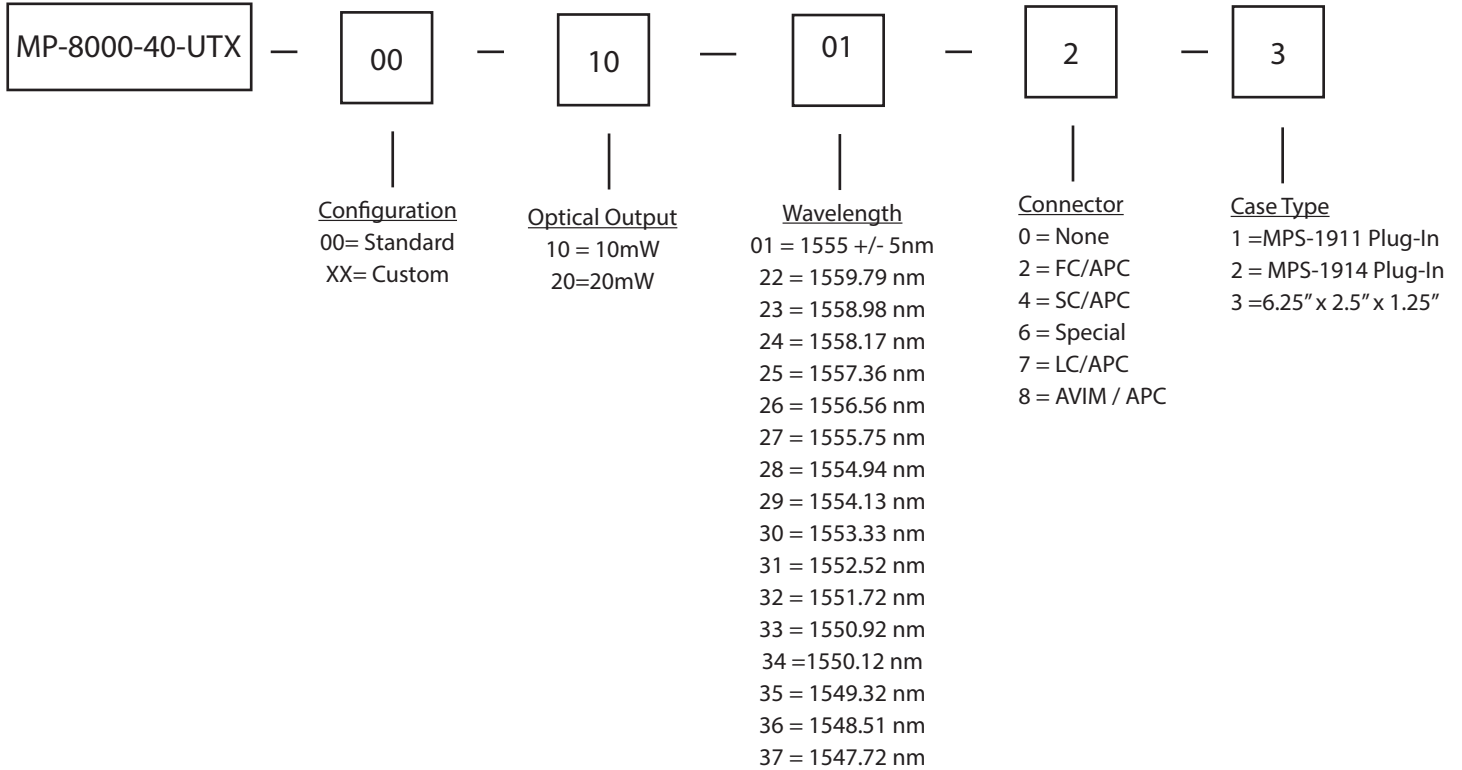 MP-8000-40-UTX — 00 — 10 — 01 — 2 — 3
Configuration
00= Standard
XX= Custom
Optical Output
10 = 10mW
20=20mW
Wavelength
01 = 1555 +/- 5nm
22 = 1559.79 nm
23 = 1558.98 nm
24 = 1558.17 nm
25 = 1557.36 nm
26 = 1556.56 nm
27 = 1555.75 nm
28 = 1554.94 nm
29 = 1554.13 nm
30 = 1553.33 nm
31 = 1552.52 nm
32 = 1551.72 nm
33 = 1550.92 nm
34 =1550.12 nm
35 = 1549.32 nm
36 = 1548.51 nm
37 = 1547.72 nm
Connector
0 = None
2 = FC/APC
4 = SC/APC
6 = Special
7 = LC/APC
8 = AVIM / APC
Case Type
1 =MPS-1911 Plug-In
2 = MPS-1914 Plug-In
3 =6.25” x 2.5” x 1.25”